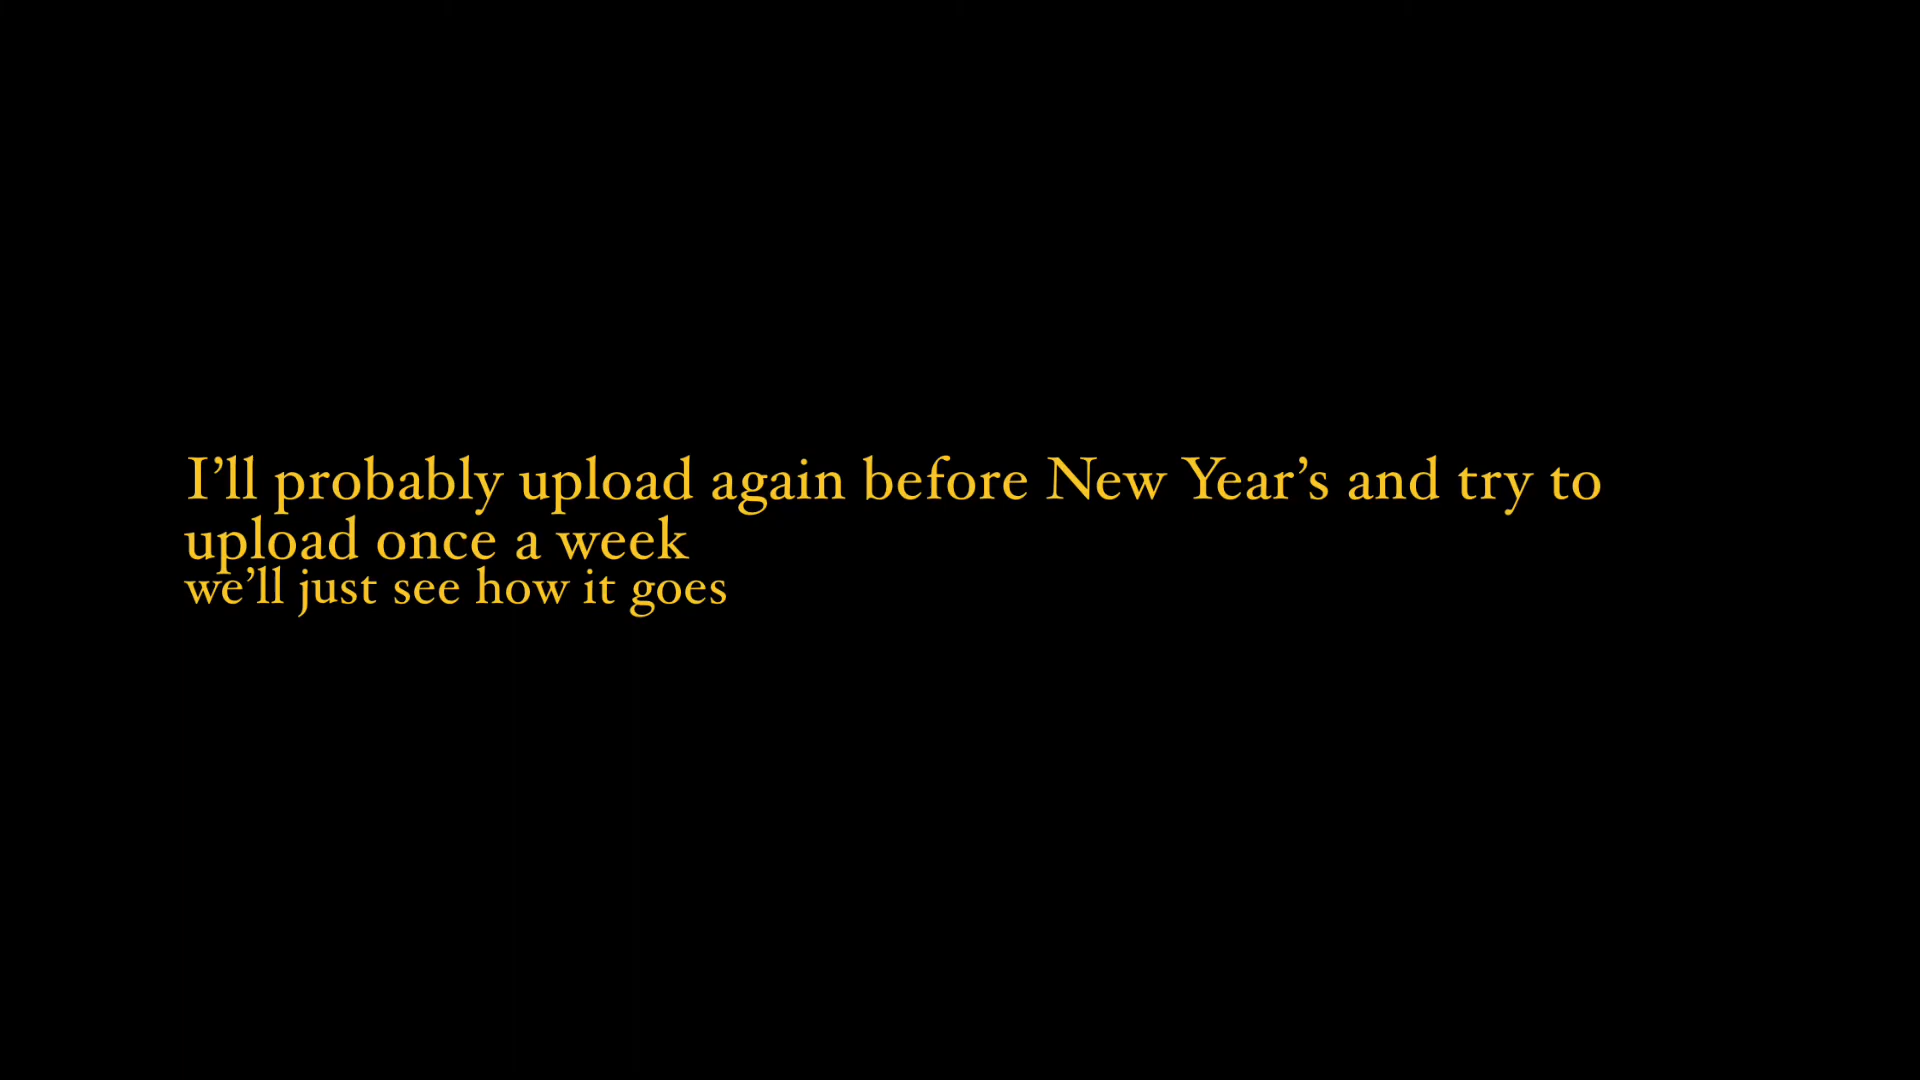 I’ll probably upload again before New Year’s and try to
upload once a week
we’ll just see how it goes